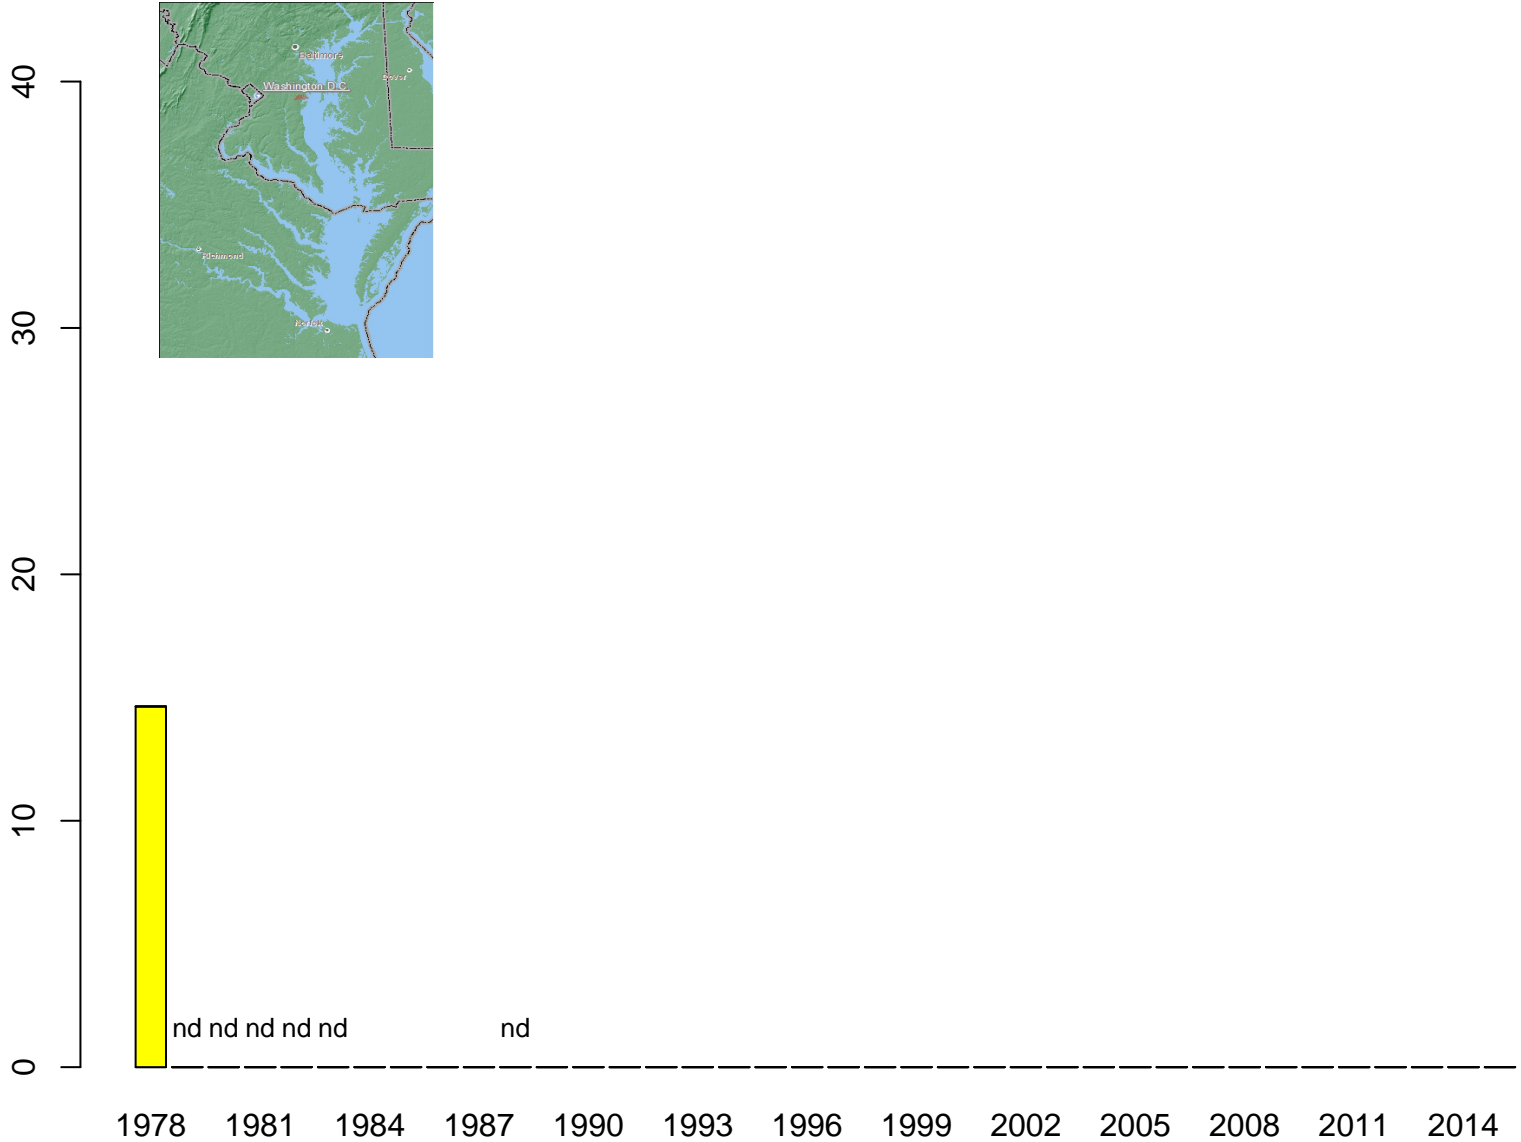 40
30
20
10
0
Baltimore
Dover
Washington D.C.
Richmond
Norfolk
nd nd nd nd nd nd
1978 1981 1984 1987 1990 1993 1996 1999 2002 2005 2008 2011 2014